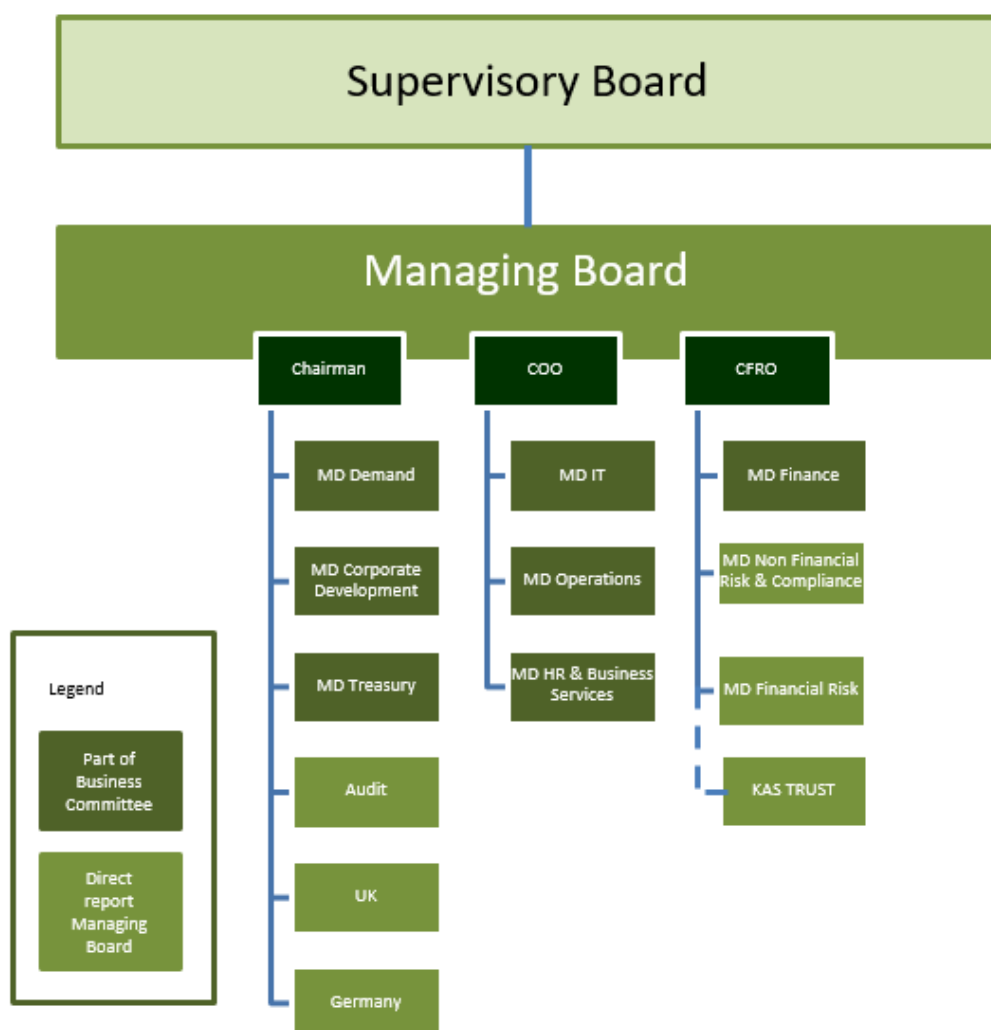 Supervisory Board
Managing Board
Chairman
COO
CFRO
MD Demand
MD IT
MD Finance
MD Corporate
Development
MD Operations
MD Non Financial
Risk & Compliance
MD Treasury
MD HR & Business
Services
MD Financial Risk
Audit
KAS TRUST
UK
Germany
Legend
Part of
Business
Committee
Direct
report
Managing
Board